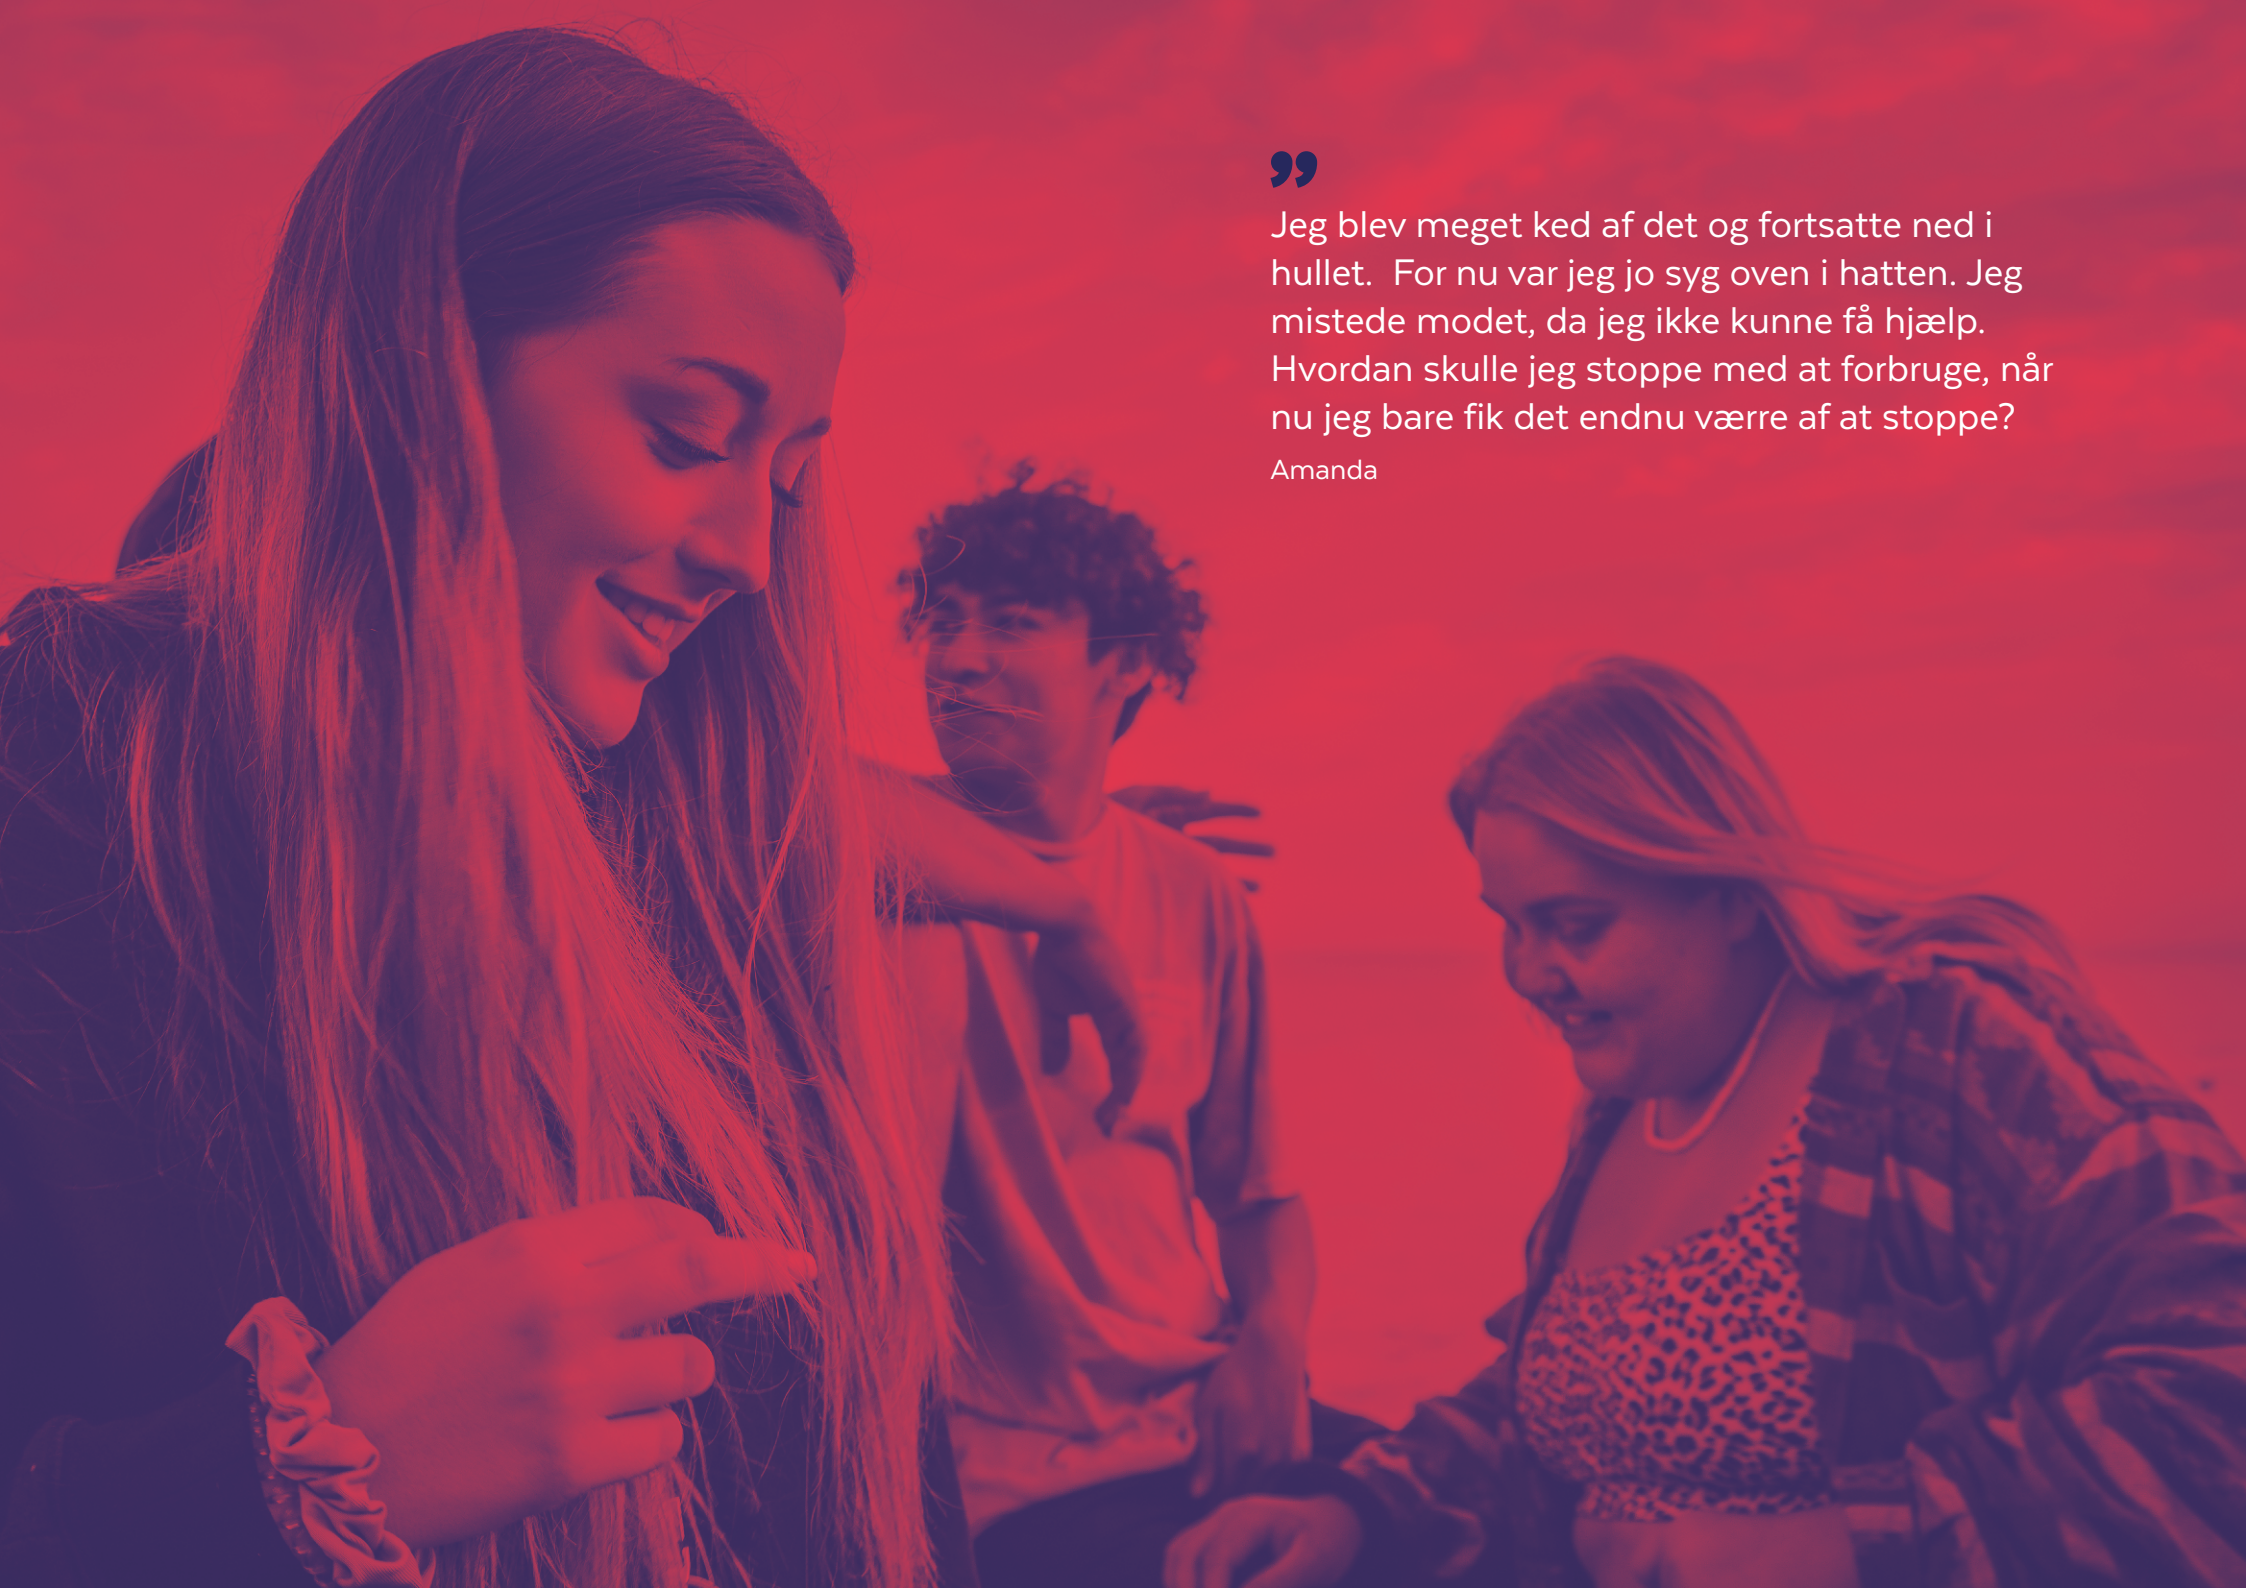 ”
Jeg blev meget ked af det og fortsatte ned i
hullet.  For nu var jeg jo syg oven i hatten. Jeg
mistede modet, da jeg ikke kunne få hjælp.
Hvordan skulle jeg stoppe med at forbruge, når
nu jeg bare fik det endnu værre af at stoppe?
Amanda